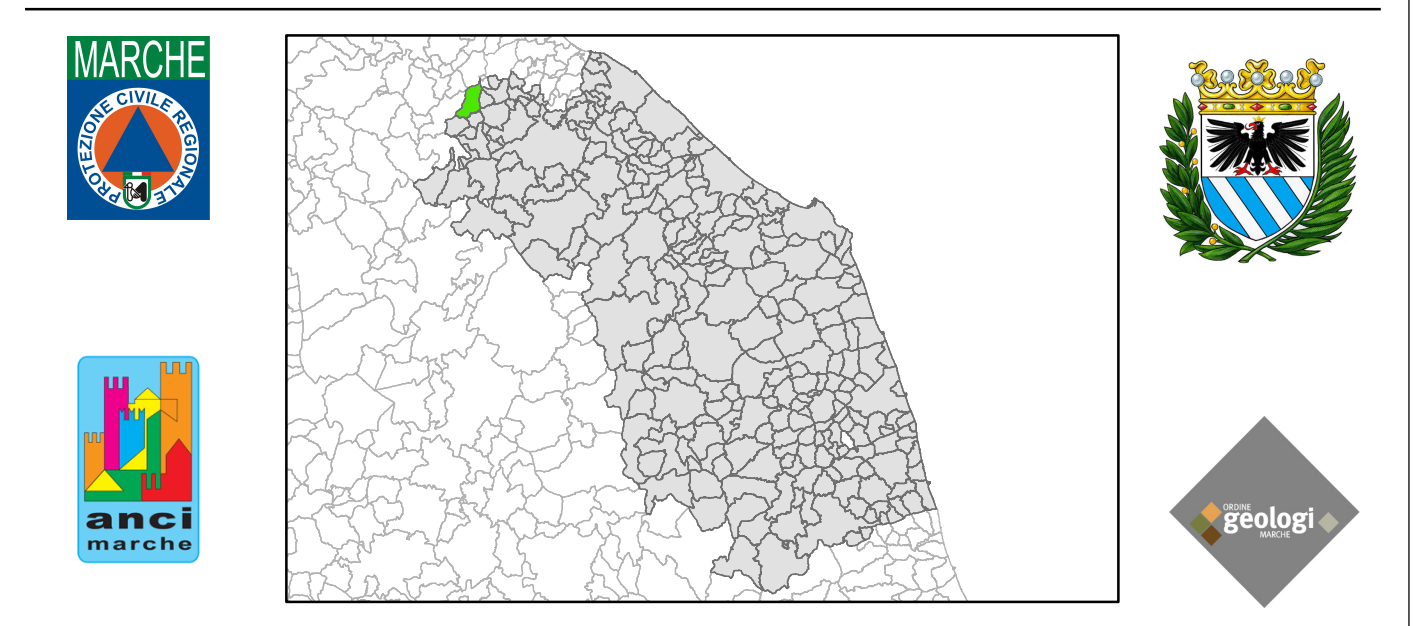 MARCHE
PROTEZIONE CIVILE REGIONALE
anci
marche
ORDINE
geologi
MARCHE